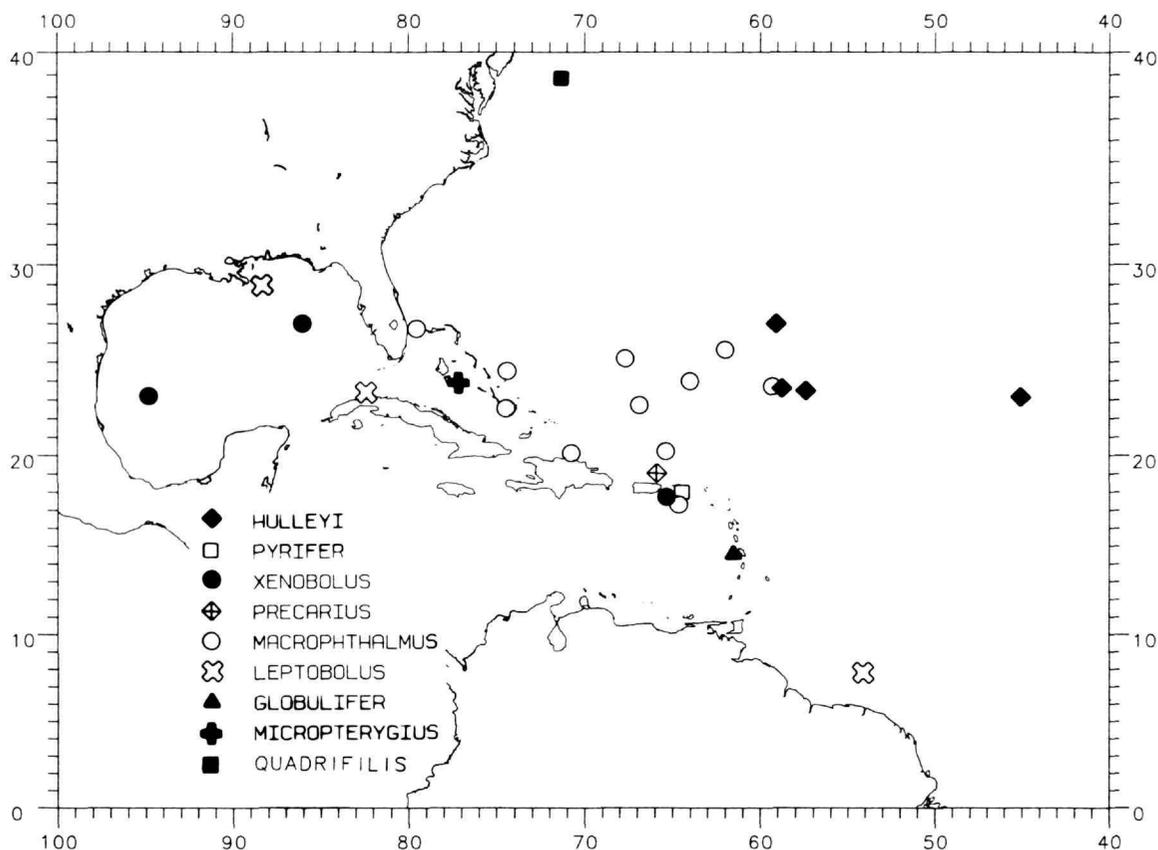 100 90 80 70 60 50 40
40 40
30 30
20 20
HULLEYI
PYRIFER
XENOBOLUS
PRECARIUS
10 MACROPHTHALMUS 10
LEPTOBOLUS
GLOBULIFER
MICROPTERYGIUS
QUADRIFILIS
0 0
100 90 80 70 60 50 40